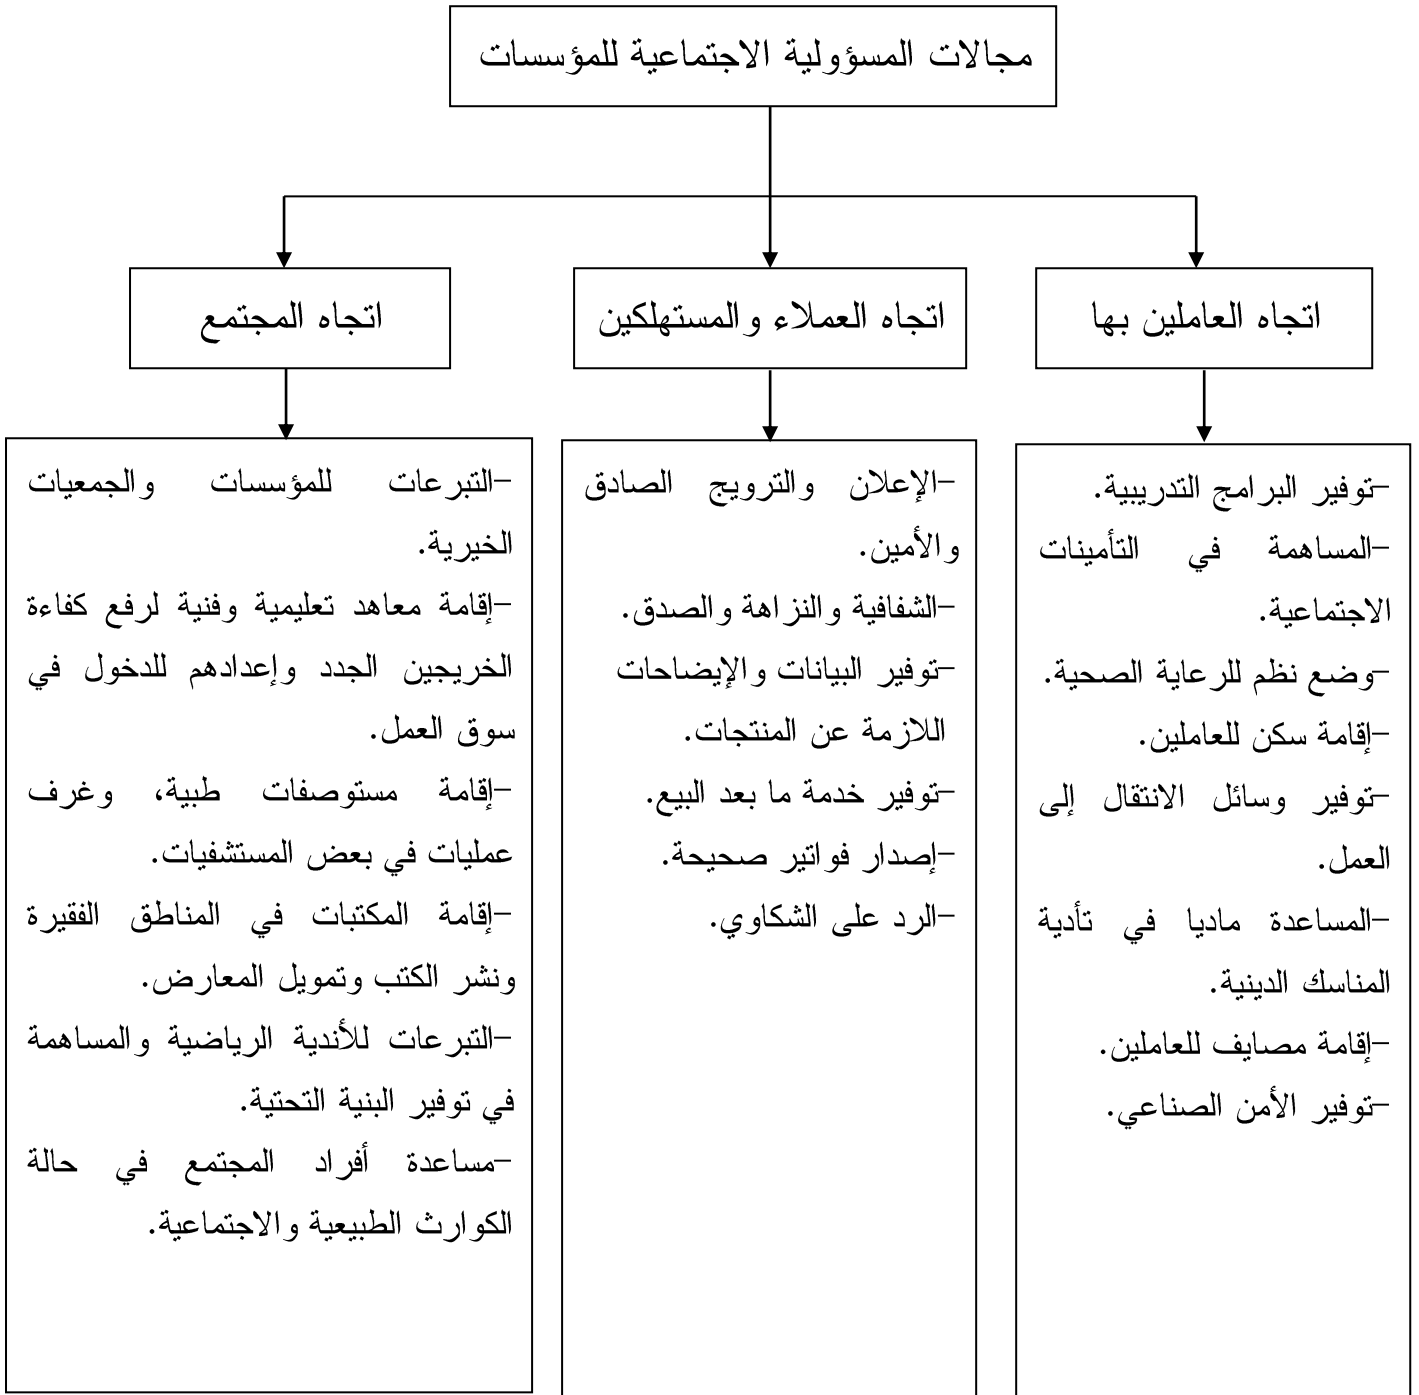 مجالات المسؤولية الاجتماعية للمؤسسات
اتجاه العاملين بها
اتجاه العملاء والمستهلكين
اتجاه المجتمع
-توفير البرامج التدريبية.
-المساهمة في التأمينات
الاجتماعية.
-وضع نظم للرعاية الصحية.
-إقامة سكن للعاملين.
-توفير وسائل الانتقال إلى
العمل.
-المساعدة ماديا في تأدية
المناسك الدينية.
-إقامة مصايف للعاملين.
-توفير الأمن الصناعي.
-الإعلان والترويج الصادق
والأمين.
-الشفافية والنزاهة والصدق.
-توفير البيانات والإيضاحات
اللازمة عن المنتجات.
-توفير خدمة ما بعد البيع.
-إصدار فواتير صحيحة.
-الرد على الشكاوي.
-التبرعات للمؤسسات والجمعيات
الخيرية.
-إقامة معاهد تعليمية وفنية لرفع كفاءة
الخريجين الجدد وإعدادهم للدخول في
سوق العمل.
-إقامة مستوصفات طبية، وغرف
عمليات في بعض المستشفيات.
-إقامة المكتبات في المناطق الفقيرة
ونشر الكتب وتمويل المعارض.
-التبرعات للأندية الرياضية والمساهمة
في توفير البنية التحتية.
-مساعدة أفراد المجتمع في حالة
الكوارث الطبيعية والاجتماعية.